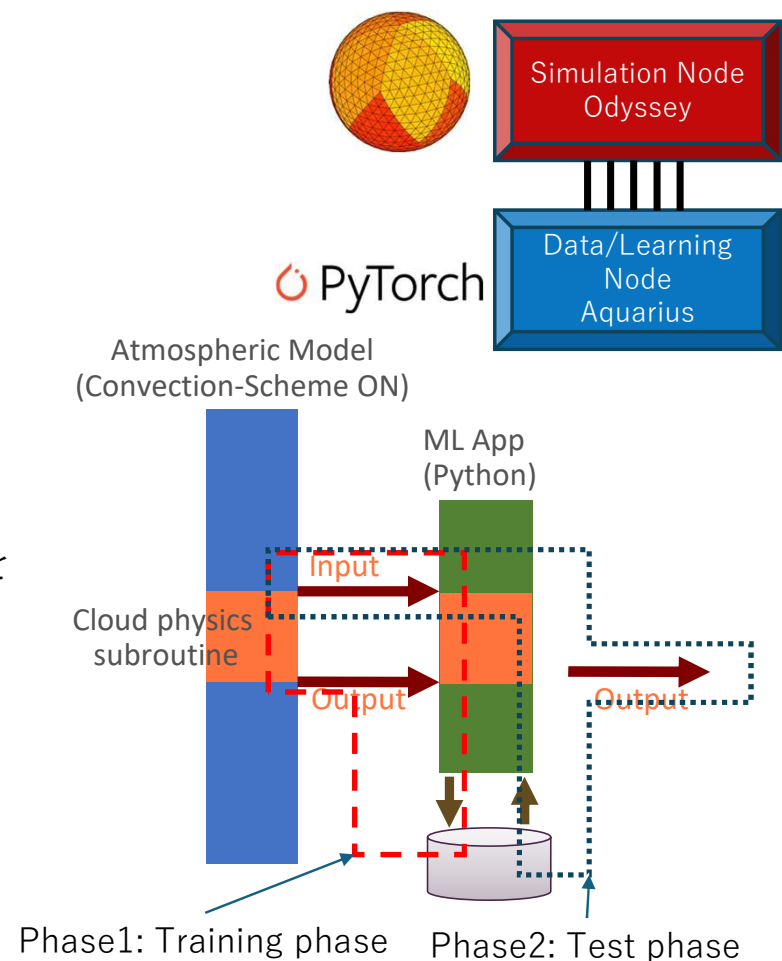 Simulation Node
Odyssey
Data/Learning
Node
Aquarius
PyTorch
Atmospheric Model
(Convection-Scheme ON)
ML App
(Python)
Input
Cloud physics
subroutine
Output
Output
Phase1: Training phase
Phase2: Test phase